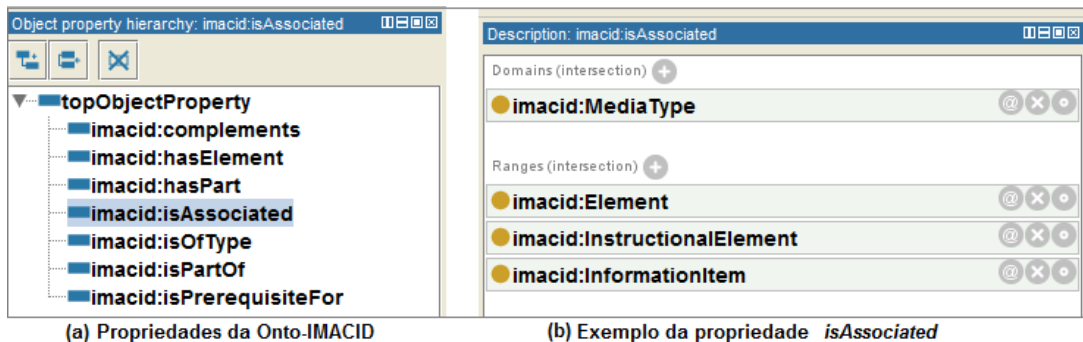 Object property hierarchy: imacid:isAssociated
topObjectProperty
imacid:complements
imacid:hasElement
imacid:hasPart
imacid:isAssociated
imacid:isOfType
imacid:isPartOf
imacid:isPrerequisiteFor
(a) Propriedades da Onto-IMACID
Description: imacid:isAssociated
Domains (intersection)
imacid:MediaType
Ranges (intersection)
imacid:Element
imacid:InstructionalElement
imacid:InformationItem
(b) Exemplo da propriedade isAssociated